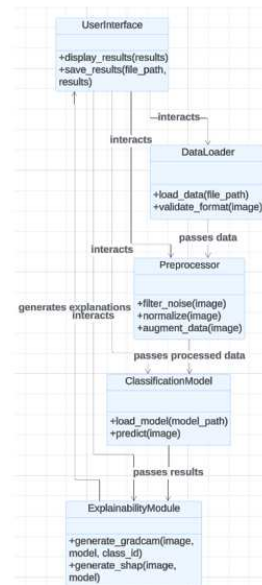 UserInterface
+display_results(results)
+save_results(file_path,
results)
interacts
interacts
DataLoader
+load_data(file_path)
+validate_format(image)
passes data
interacts
Preprocessor
+filter_noise(image)
+normalize(image)
+augment_data(image)
generates explanations
interacts
passes processed data
ClassificationModel
+load_model(model_path)
+predict(image)
passes results
ExplainabilityModule
+generate_gradcam(image,
model, class_id)
+generate_shap(image,
model)